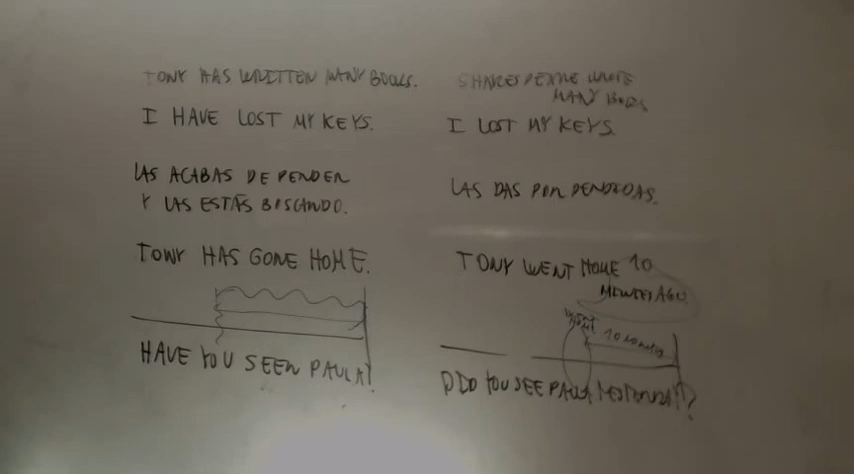 TONY HAS WRITTEN MANY BOOKS.
I HAVE LOST MY KEYS.
LAS ACABAS DE PERDER
Y LAS ESTÁS BUSCANDO.
TONY HAS GONE HOME.
HAVE YOU SEEN PAULA?
SHAKESPEARE WROTE
MANY BOOKS
I LOST MY KEYS.
LAS DAS POR PERDIDAS.
TONY WENT HOME 10
MINUTES AGO.
WENT
10 minutes
DID YOU SEE PAULA YESTERDAY?